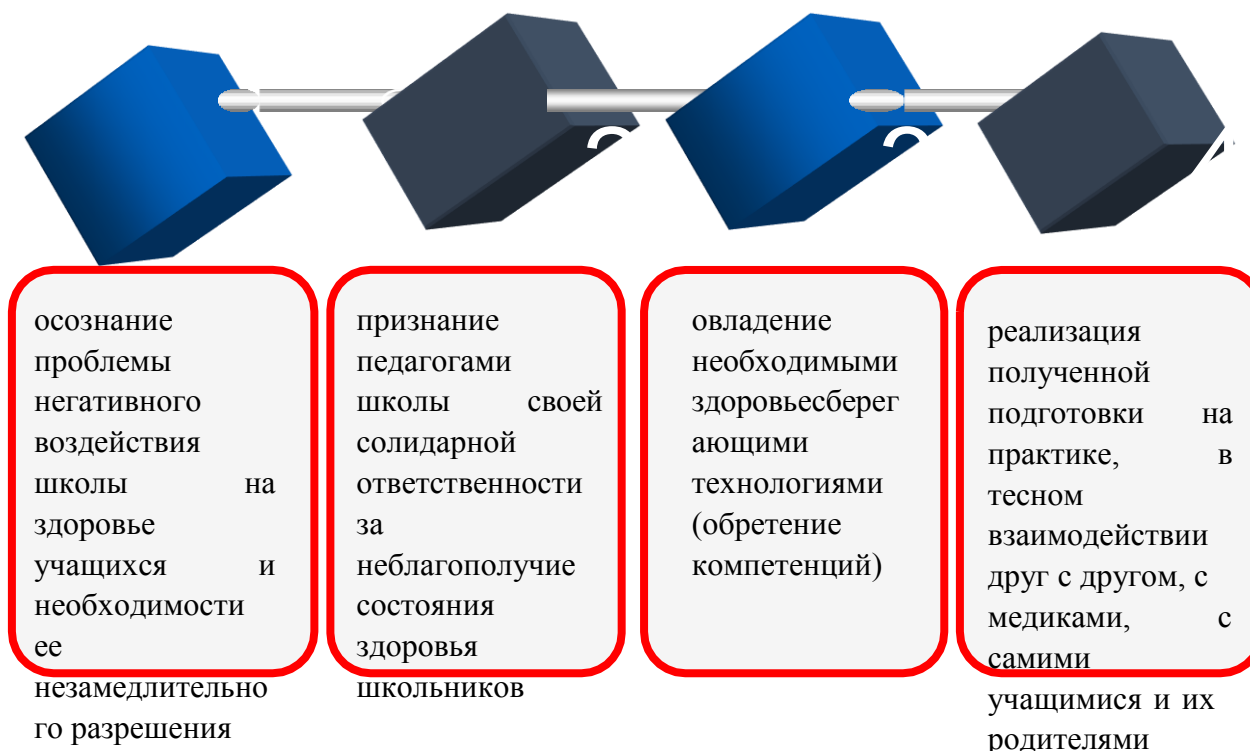 осознание
проблемы
негативного
воздействия
школы на
здоровье
учащихся и
необходимости
ее
незамедлительно
го разрешения
признание
педагогами
школы своей
солидарной
ответственности
за
неблагополучие
состояния
здоровья
школьников
овладение
необходимыми
здоровьесберег
ающими
технологиями
(обретение
компетенций)
реализация
полученной
подготовки на
практике, в
тесном
взаимодействии
друг с другом, с
медиками, с
самими
учащимися и их
родителями